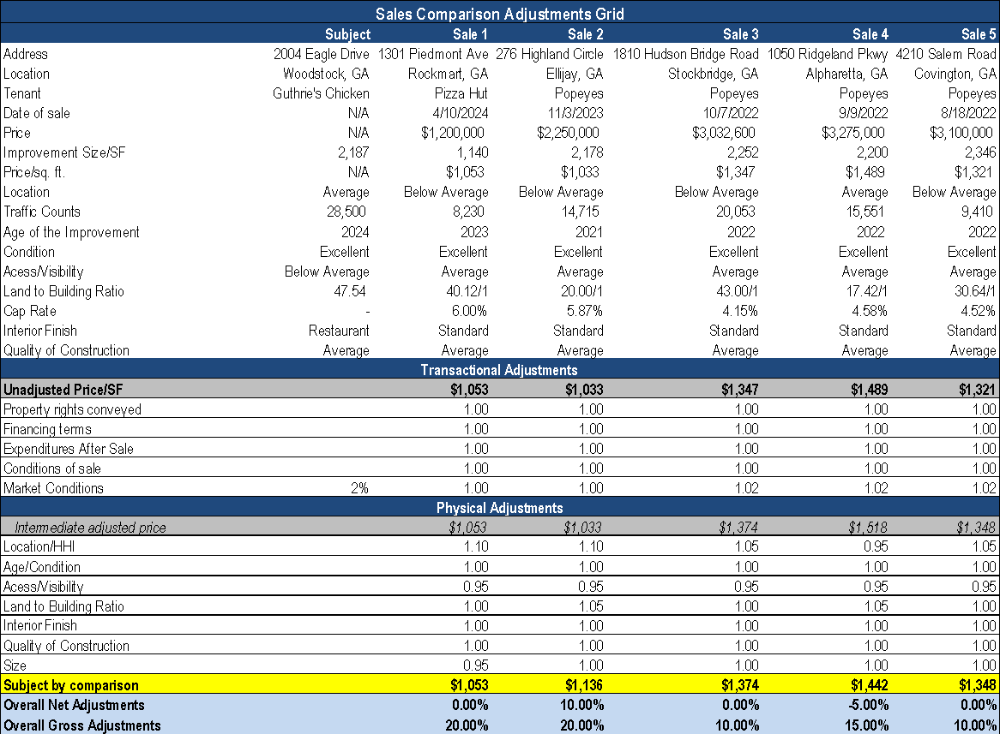 Sales Comparison Adjustments Grid
Subject Sale 1 Sale 2 Sale 3 Sale 4 Sale 5
Address 2004 Eagle Drive 1301 Piedmont Ave 276 Highland Circle 1810 Hudson Bridge Road 1050 Ridgeland Pkwy 4210 Salem Road
Location Woodstock, GA Rockmart, GA Ellijay, GA Stockbridge, GA Alpharetta, GA Covington, GA
Tenant Guthrie's Chicken Pizza Hut Popeyes Popeyes Popeyes Popeyes
Date of sale N/A 4/10/2024 11/3/2023 10/7/2022 9/9/2022 8/18/2022
Price N/A $1,200,000 $2,250,000 $3,032,600 $3,275,000 $3,100,000
Improvement Size/SF 2,187 1,140 2,178 2,252 2,200 2,346
Price/sq. ft. N/A $1,053 $1,033 $1,347 $1,489 $1,321
Location Average Below Average Below Average Below Average Average Below Average
Traffic Counts 28,500 8,230 14,715 20,053 15,551 9,410
Age of the Improvement 2024 2023 2021 2022 2022 2022
Condition Excellent Excellent Excellent Excellent Excellent Excellent
Acess/Visibility Below Average Average Average Average Average Average
Land to Building Ratio 47.54 40.12/1 20.00/1 43.00/1 17.42/1 30.64/1
Cap Rate - 6.00% 5.87% 4.15% 4.58% 4.52%
Interior Finish Restaurant Standard Standard Standard Standard Standard
Quality of Construction Average Average Average Average Average Average
Transactional Adjustments
Unadjusted Price/SF $1,053 $1,033 $1,347 $1,489 $1,321
Property rights conveyed 1.00 1.00 1.00 1.00 1.00
Financing terms 1.00 1.00 1.00 1.00 1.00
Expenditures After Sale 1.00 1.00 1.00 1.00 1.00
Conditions of sale 1.00 1.00 1.00 1.00 1.00
Market Conditions 2% 1.00 1.00 1.02 1.02 1.02
Physical Adjustments
Intermediate adjusted price $1,053 $1,033 $1,374 $1,518 $1,348
Location/HHI 1.10 1.10 1.05 0.95 1.05
Age/Condition 1.00 1.00 1.00 1.00 1.00
Acess/Visibility 0.95 0.95 0.95 0.95 0.95
Land to Building Ratio 1.00 1.05 1.00 1.05 1.00
Interior Finish 1.00 1.00 1.00 1.00 1.00
Quality of Construction 1.00 1.00 1.00 1.00 1.00
Size 0.95 1.00 1.00 1.00 1.00
Subject by comparison $1,053 $1,136 $1,374 $1,442 $1,348
Overall Net Adjustments 0.00% 10.00% 0.00% -5.00% 0.00%
Overall Gross Adjustments 20.00% 20.00% 10.00% 15.00% 10.00%